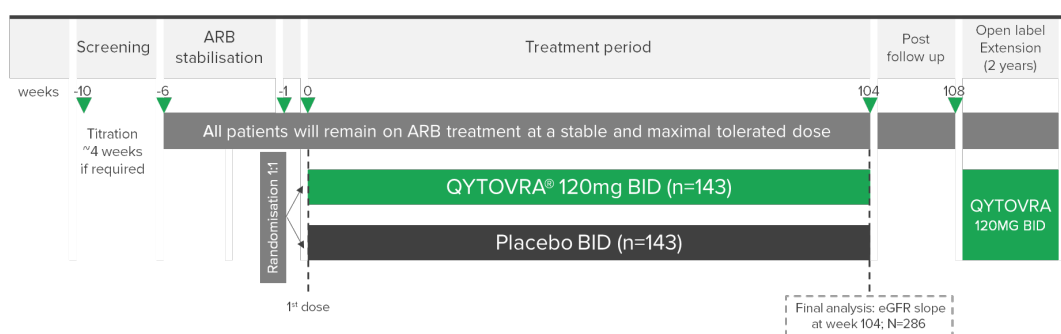 Screening
ARB
stabilisation
Treatment period
Post
follow up
Open label
Extension
(2 years)
weeks
-10
-6
-1
0
104
108
Titration
~4 weeks
if required
All patients will remain on ARB treatment at a stable and maximal tolerated dose
Randomisation 1:1
QYTOVRA® 120mg BID (n=143)
Placebo BID (n=143)
QYTOVRA
120MG BID
1st dose
Final analysis: eGFR slope
at week 104; N=286